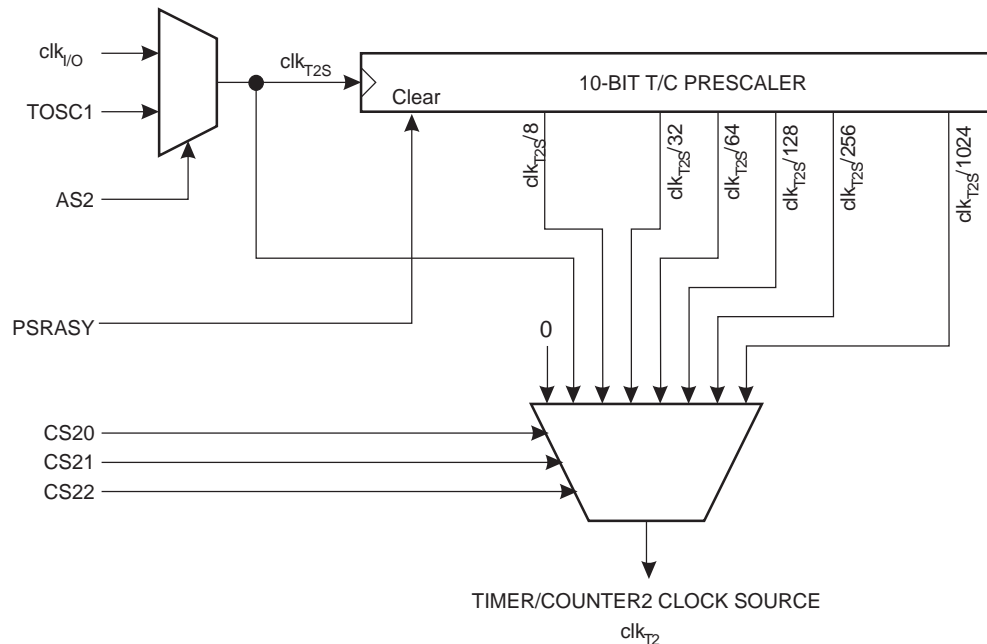 clkI/O
clkT2S
10-BIT T/C PRESCALER
TOSC1
Clear
clkT2S/8
clkT2S/32
clkT2S/64
clkT2S/128
clkT2S/256
clkT2S/1024
AS2
PSRASY
0
CS20
CS21
CS22
TIMER/COUNTER2 CLOCK SOURCE
clkT2